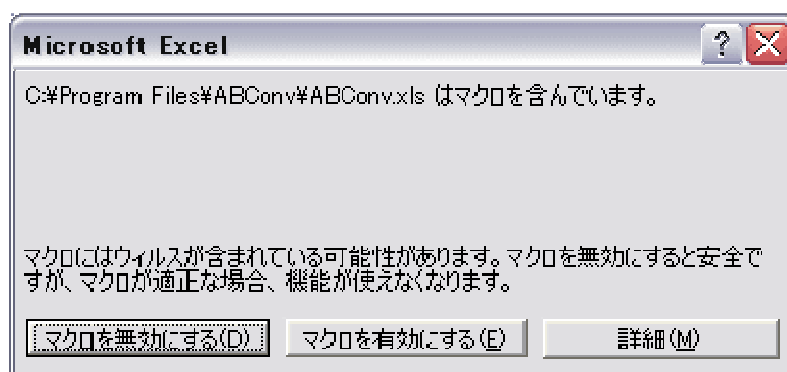 Microsoft Excel
C:¥Program Files¥ABConv¥ABConv.xls はマクロを含んでいます。
マクロにはウィルスが含まれている可能性があります。マクロを無効にすると安全で
すが、マクロが適正な場合、機能が使えなくなります。
マクロを無効にする(D) マクロを有効にする(E) 詳細(M)